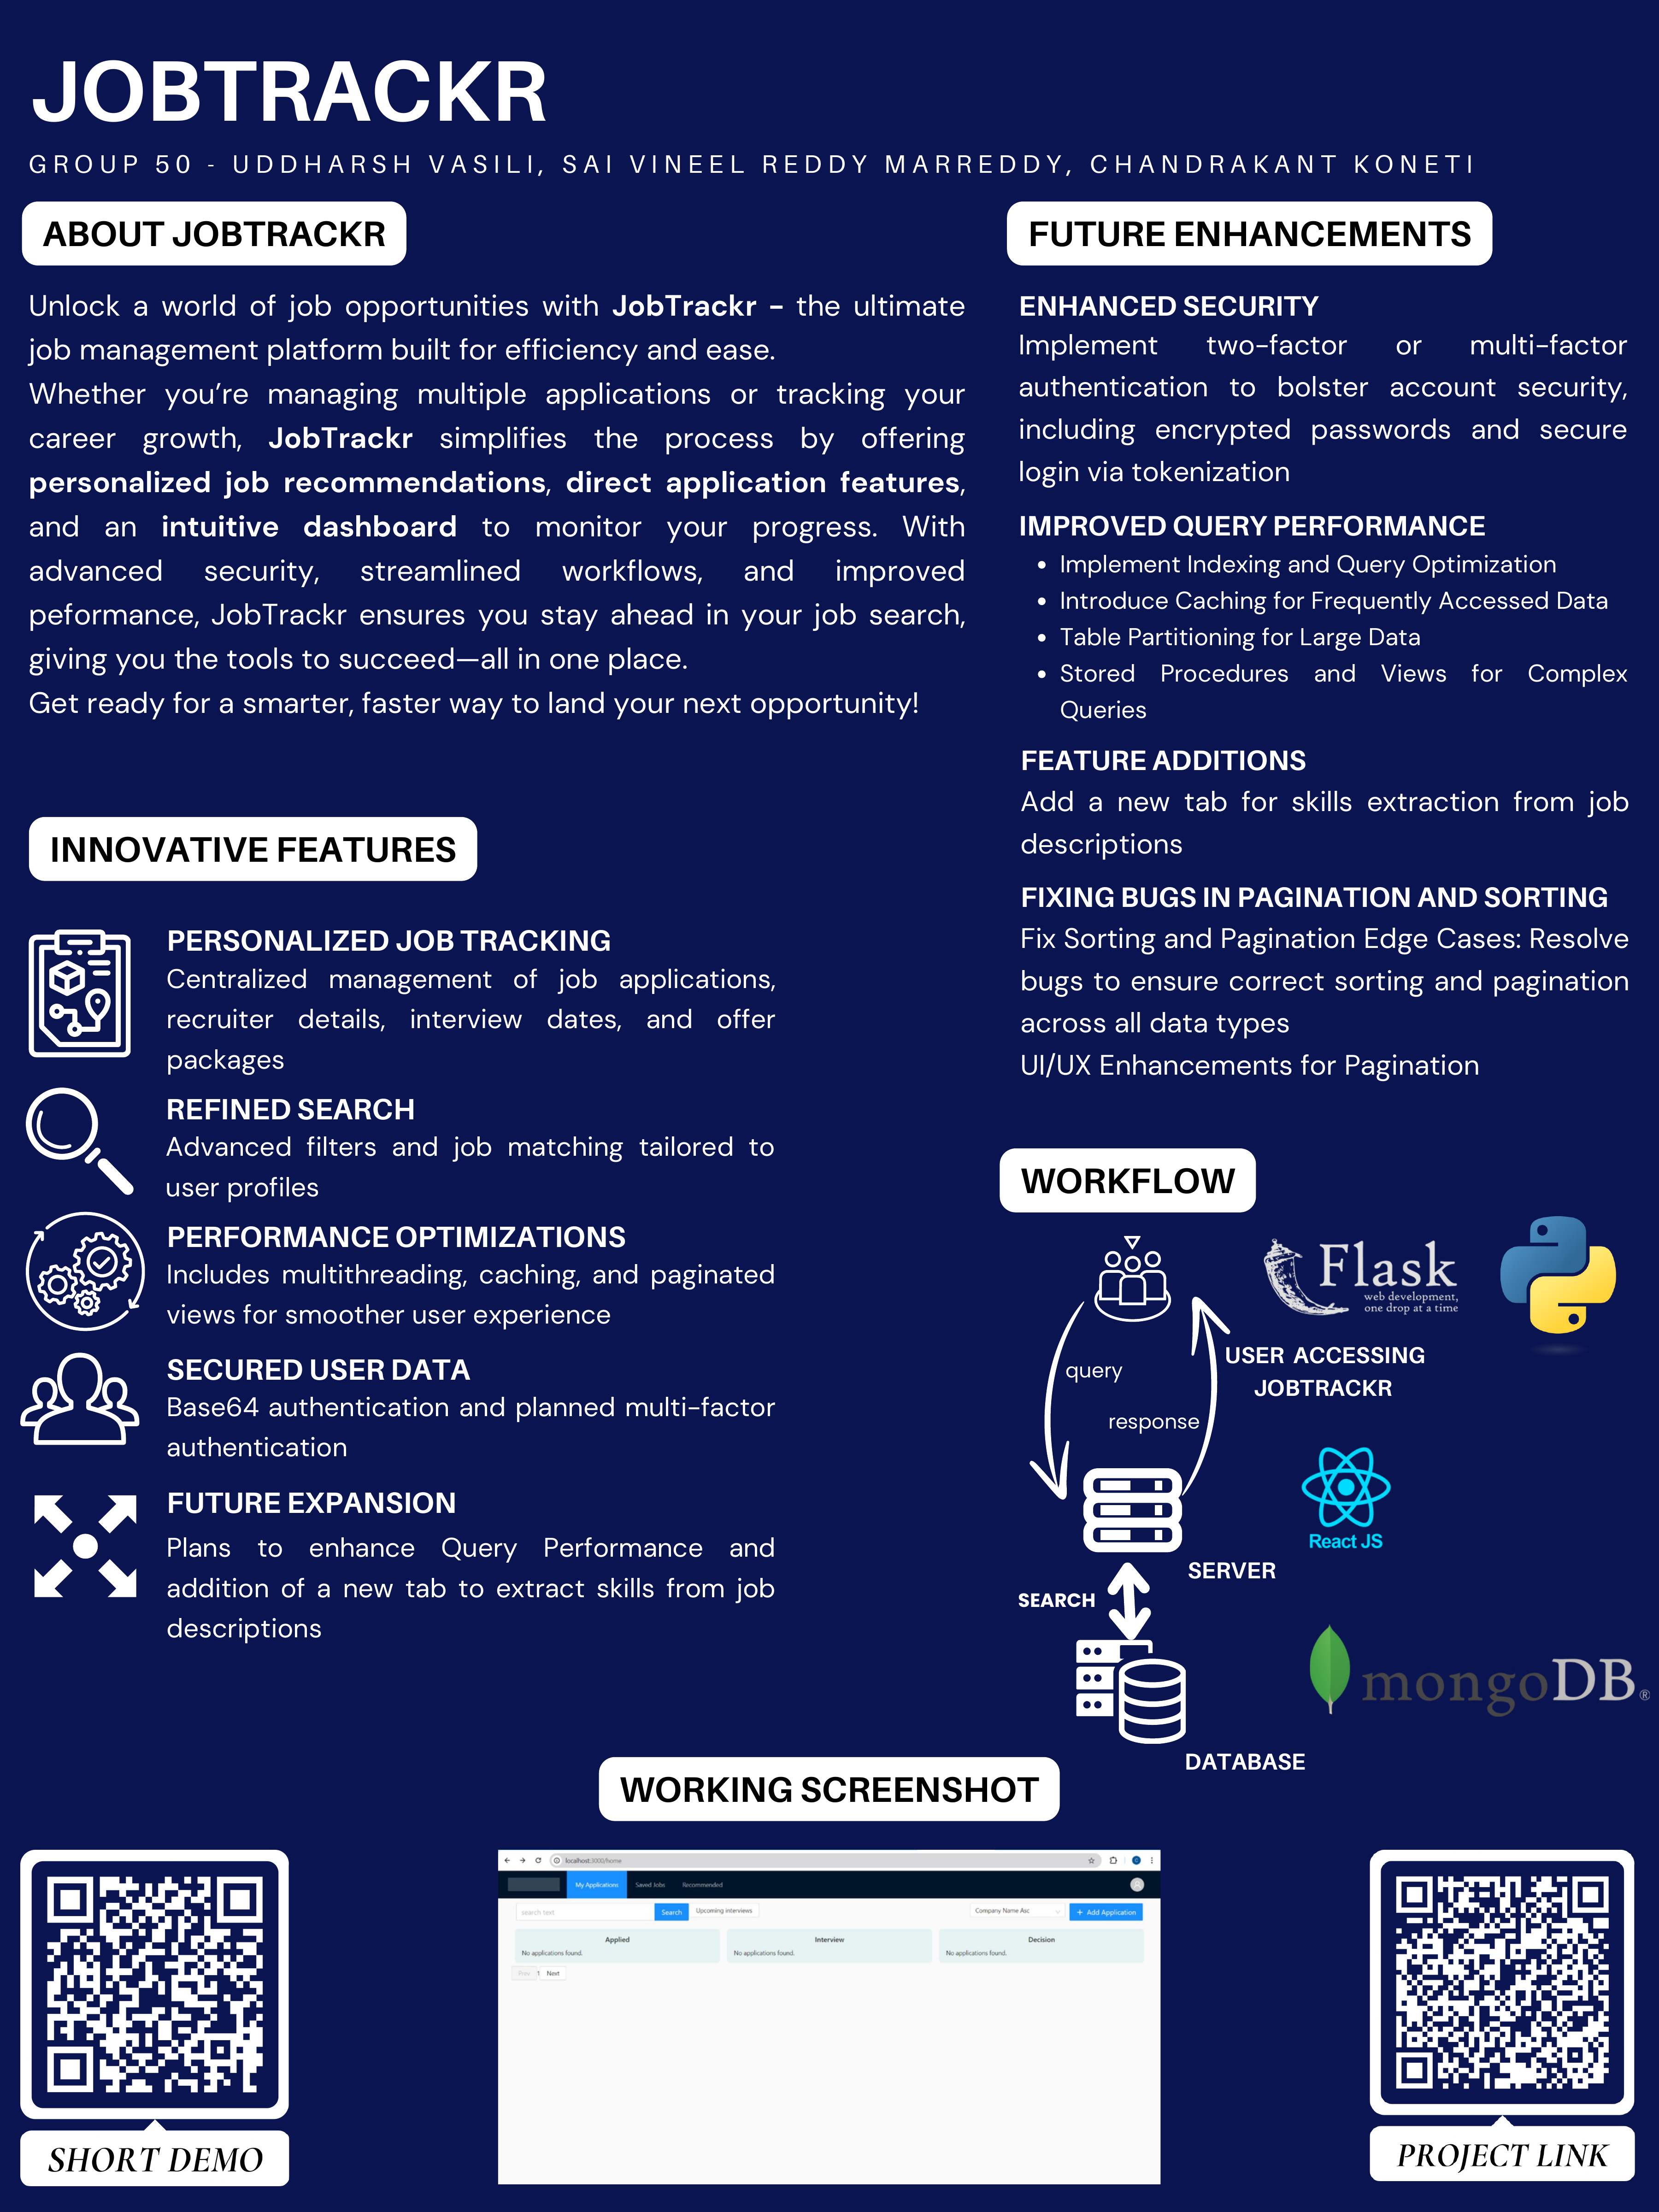 JOBTRACKR
GROUP 50 - UDDHARSH VASILI, SAI VINEEL REDDY MARREDDY, CHANDRAKANT KONETI
ABOUT JOBTRACKR
Unlock a world of job opportunities with JobTrackr – the ultimate
job management platform built for efficiency and ease.
Whether you’re managing multiple applications or tracking your
career growth, JobTrackr simplifies the process by offering
personalized job recommendations, direct application features,
and an intuitive dashboard to monitor your progress. With
advanced security, streamlined workflows, and improved
peformance, JobTrackr ensures you stay ahead in your job search,
giving you the tools to succeed—all in one place.
Get ready for a smarter, faster way to land your next opportunity!
INNOVATIVE FEATURES
PERSONALIZED JOB TRACKING
Centralized management of job applications,
recruiter details, interview dates, and offer
packages
REFINED SEARCH
Advanced filters and job matching tailored to
user profiles
PERFORMANCE OPTIMIZATIONS
Includes multithreading, caching, and paginated
views for smoother user experience
SECURED USER DATA
Base64 authentication and planned multi-factor
authentication
FUTURE EXPANSION
Plans to enhance Query Performance and
addition of a new tab to extract skills from job
descriptions
FUTURE ENHANCEMENTS
ENHANCED SECURITY
Implement two-factor or multi-factor
authentication to bolster account security,
including encrypted passwords and secure
login via tokenization
IMPROVED QUERY PERFORMANCE
• Implement Indexing and Query Optimization
• Introduce Caching for Frequently Accessed Data
• Table Partitioning for Large Data
• Stored Procedures and Views for Complex
Queries
FEATURE ADDITIONS
Add a new tab for skills extraction from job
descriptions
FIXING BUGS IN PAGINATION AND SORTING
Fix Sorting and Pagination Edge Cases: Resolve
bugs to ensure correct sorting and pagination
across all data types
UI/UX Enhancements for Pagination
WORKFLOW
Flask
web development,
one drop at a time
USER ACCESSING
JOBTRACKR
query
response
React JS
SERVER
SEARCH
mongoDB®
DATABASE
WORKING SCREENSHOT
localhost:3000/home
My Applications Saved Jobs Recommended
search text Search Upcoming interviews Company Name Asc + Add Application
Applied Interview Decision
No applications found. No applications found. No applications found.
Prev 1 Next
SHORT DEMO
PROJECT LINK